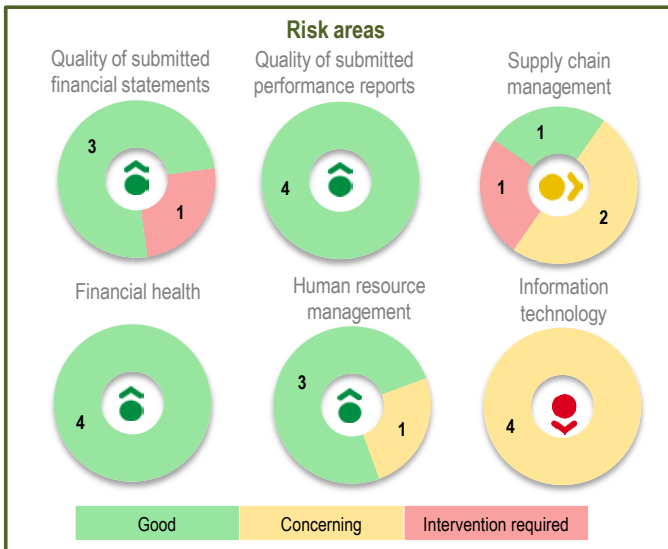 Risk areas
Quality of submitted
financial statements
3
1
Quality of submitted
performance reports
4
Supply chain
management
1
1
2
Financial health
4
Human resource
management
3
1
Information
technology
4
Good
Concerning
Intervention required